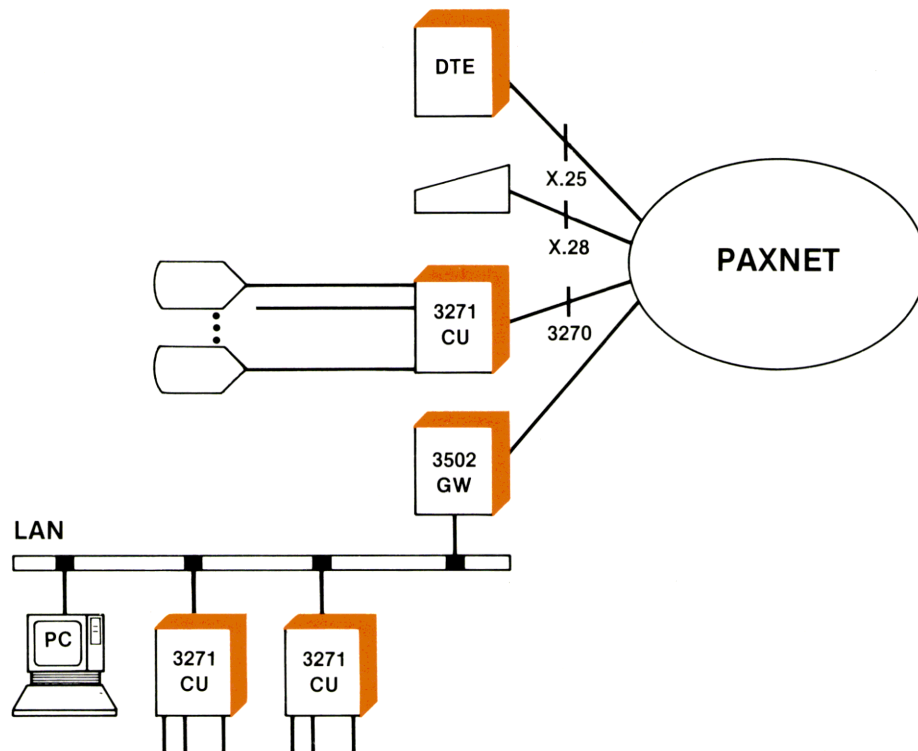 DTE
X.25
X.28
PAXNET
3271
CU
3270
3502
GW
LAN
PC
3271
CU
3271
CU